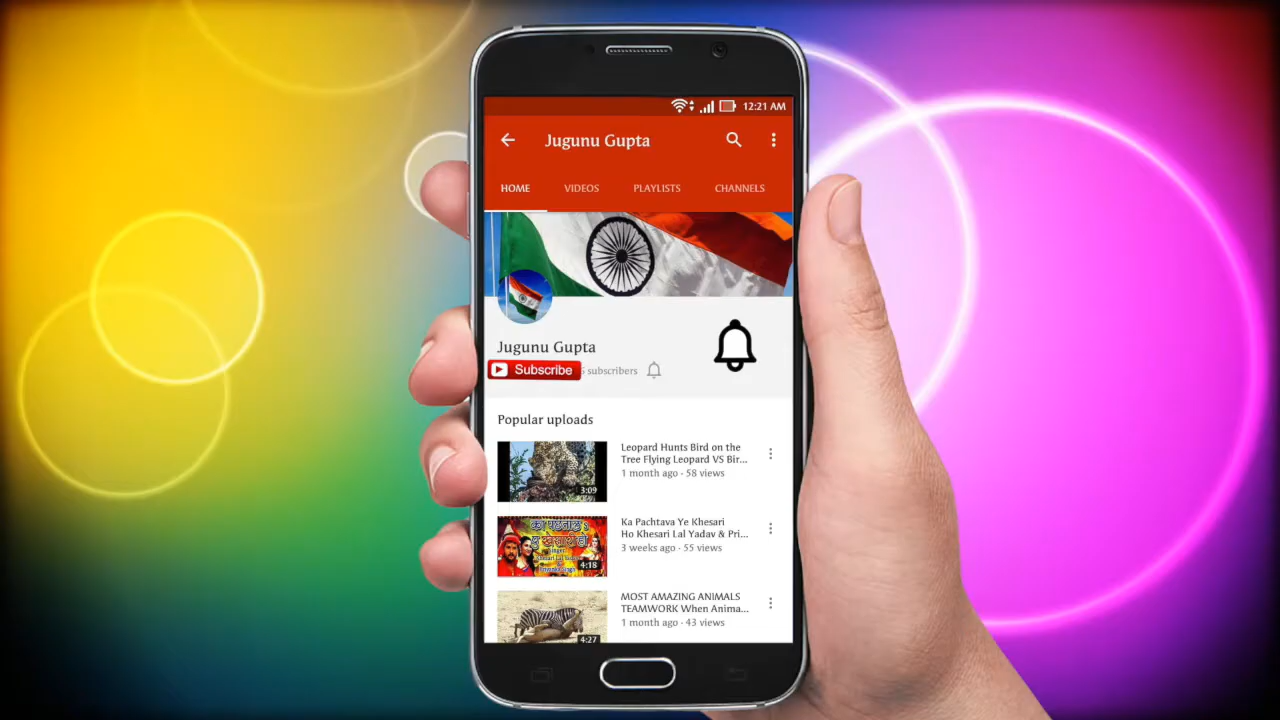 12:21 AM
Jugunu Gupta
HOME VIDEOS PLAYLISTS CHANNELS
Jugunu Gupta
Subscribe subscribers
Popular uploads
Leopard Hunts Bird on the
Tree Flying Leopard VS Bir...
1 month ago · 58 views
3:09
Ka Pachtava Ye Khesari
Ho Khesari Lal Yadav & Pri...
3 weeks ago · 55 views
4:18
MOST AMAZING ANIMALS
TEAMWORK When Anima...
1 month ago · 43 views
4:27